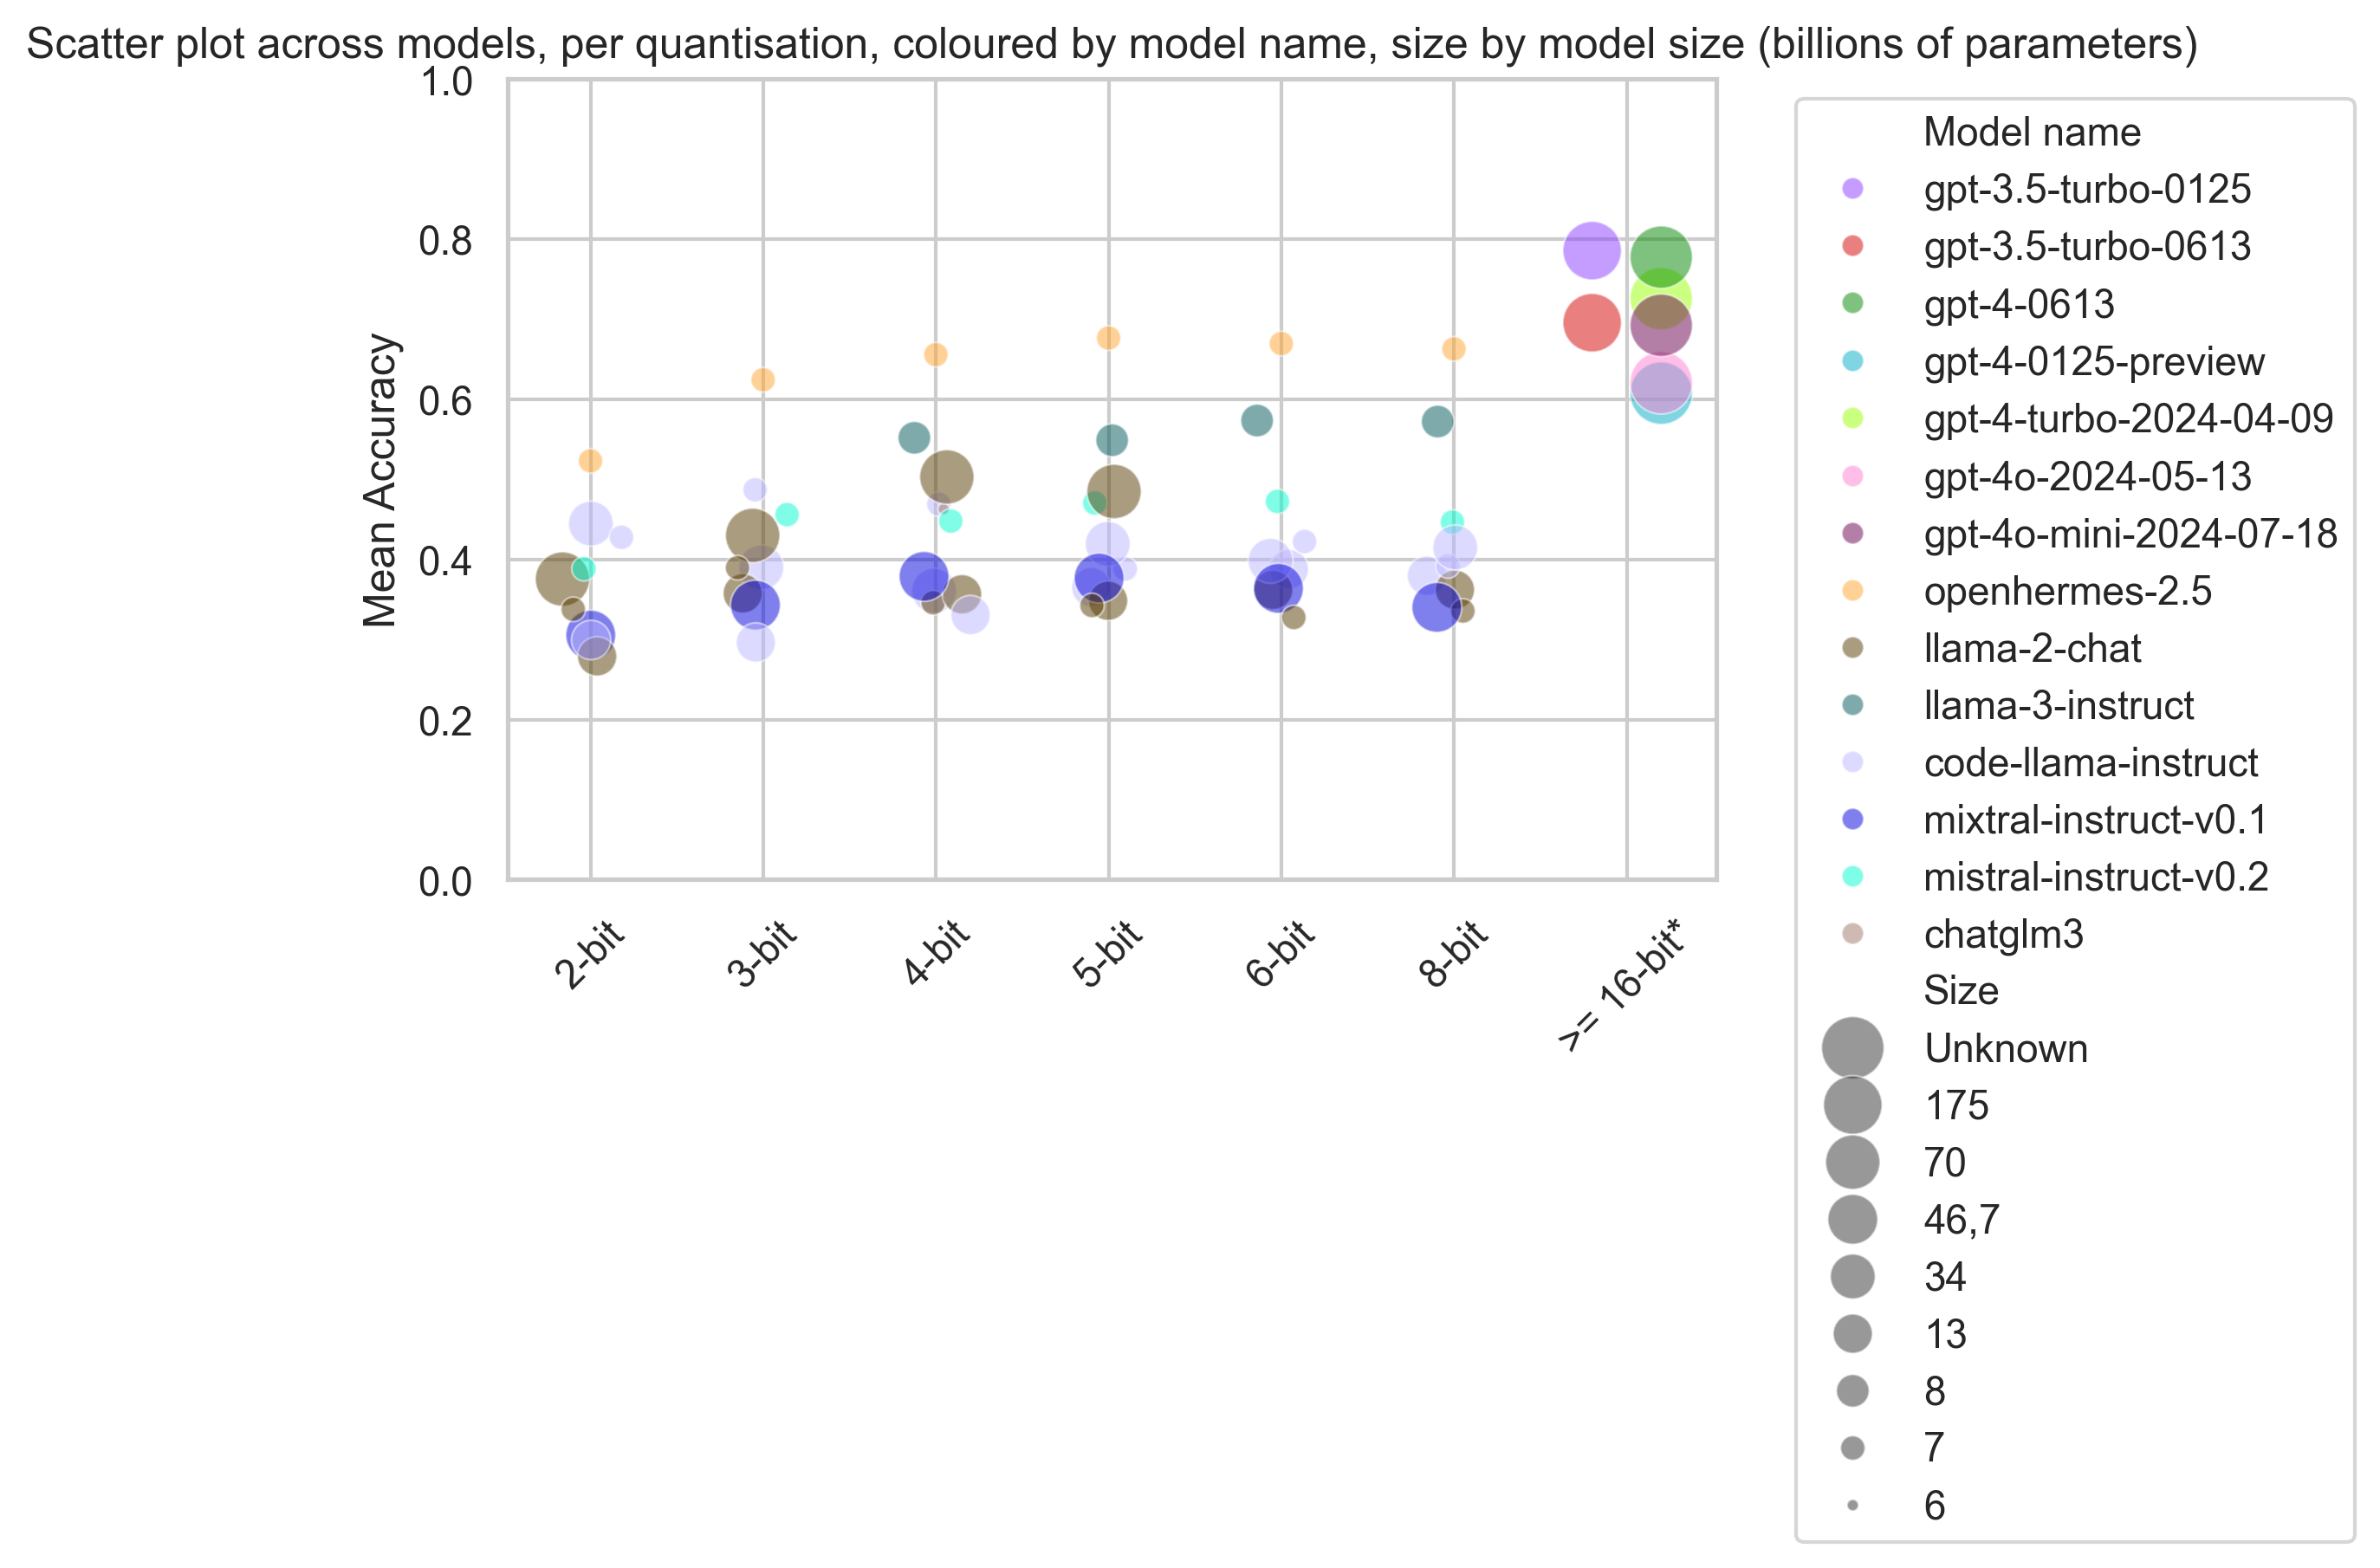 Scatter plot across models, per quantisation, coloured by model name, size by model size (billions of parameters)
Mean Accuracy
1.0
0.8
0.6
0.4
0.2
0.0
2-bit
3-bit
4-bit
5-bit
6-bit
8-bit
>= 16-bit*
Model name
gpt-3.5-turbo-0125
gpt-3.5-turbo-0613
gpt-4-0613
gpt-4-0125-preview
gpt-4-turbo-2024-04-09
gpt-4o-2024-05-13
gpt-4o-mini-2024-07-18
openhermes-2.5
llama-2-chat
llama-3-instruct
code-llama-instruct
mixtral-instruct-v0.1
mistral-instruct-v0.2
chatglm3
Size
Unknown
175
70
46,7
34
13
8
7
6